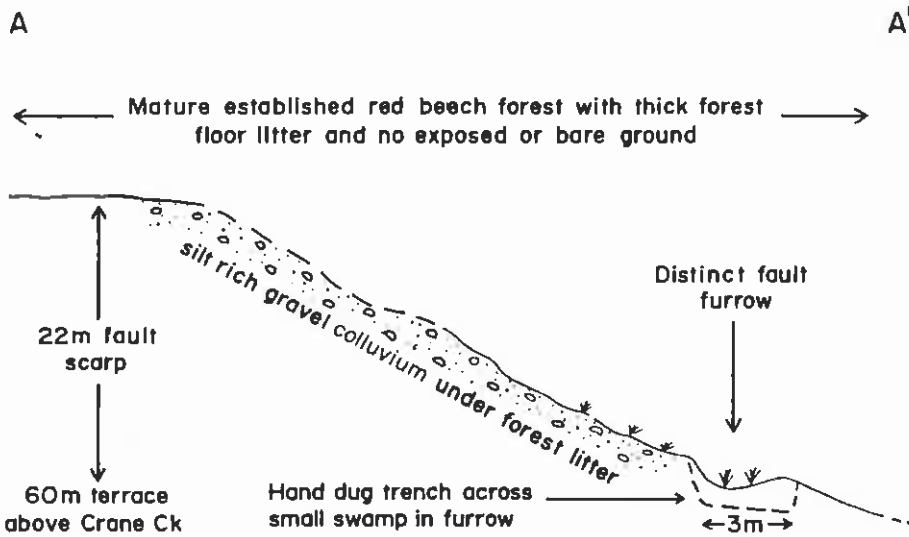 A
A'
Mature established red beech forest with thick forest
floor litter and no exposed or bare ground
silt rich gravel colluvium under forest litter
Distinct fault
furrow
22m fault
scarp
60m terrace
above Crane Ck
Hand dug trench across
small swamp in furrow
3m